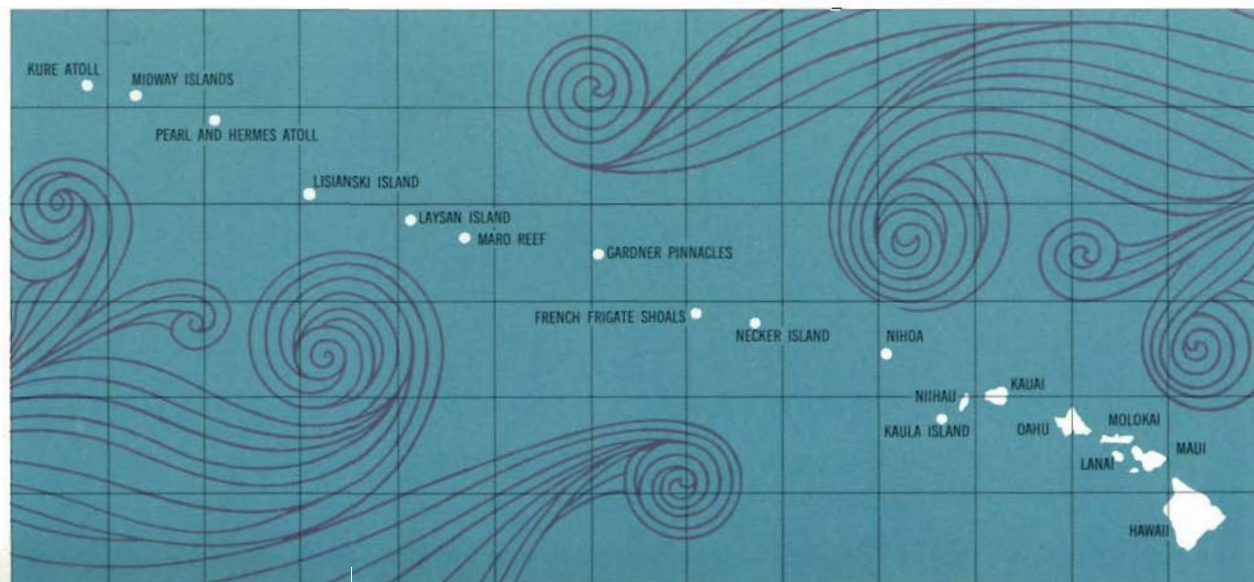 KURE ATOLL
MIDWAY ISLANDS
PEARL AND HERMES ATOLL
LISIANSKI ISLAND
LAYSAN ISLAND
MARO REEF
GARDNER PINNACLES
FRENCH FRIGATE SHOALS
NECKER ISLAND
NIHOA
NIIHAU
KAUAI
KAULA ISLAND
OAHU
MOLOKAI
LANAI
MAUI
HAWAII